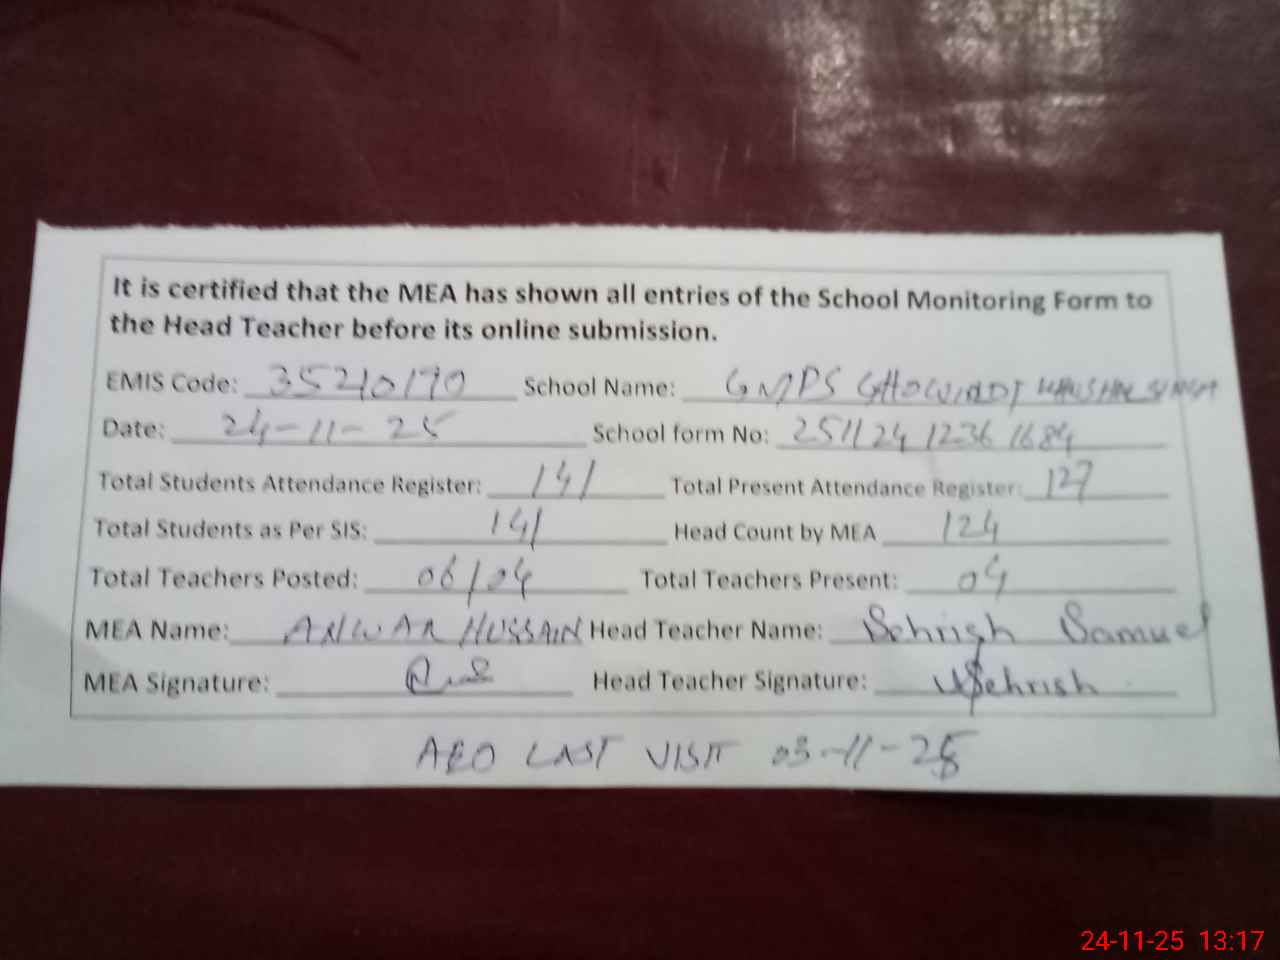 It is certified that the MEA has shown all entries of the School Monitoring Form to
the Head Teacher before its online submission.
EMIS Code: 35210190 School Name: GMPS GHOWINDI KHUSHAL SINGH
Date: 24-11-25 School form No: 251124 1236 1684
Total Students Attendance Register: 141 Total Present Attendance Register: 127
Total Students as Per SIS: 141 Head Count by MEA 124
Total Teachers Posted: 06/04 Total Teachers Present: 04
MEA Name: ANWAR HUSSAIN Head Teacher Name: Sehrish Samuel
MEA Signature: Head Teacher Signature: Sehrish
AEO LAST VISIT 03-11-25
24-11-25 13:17